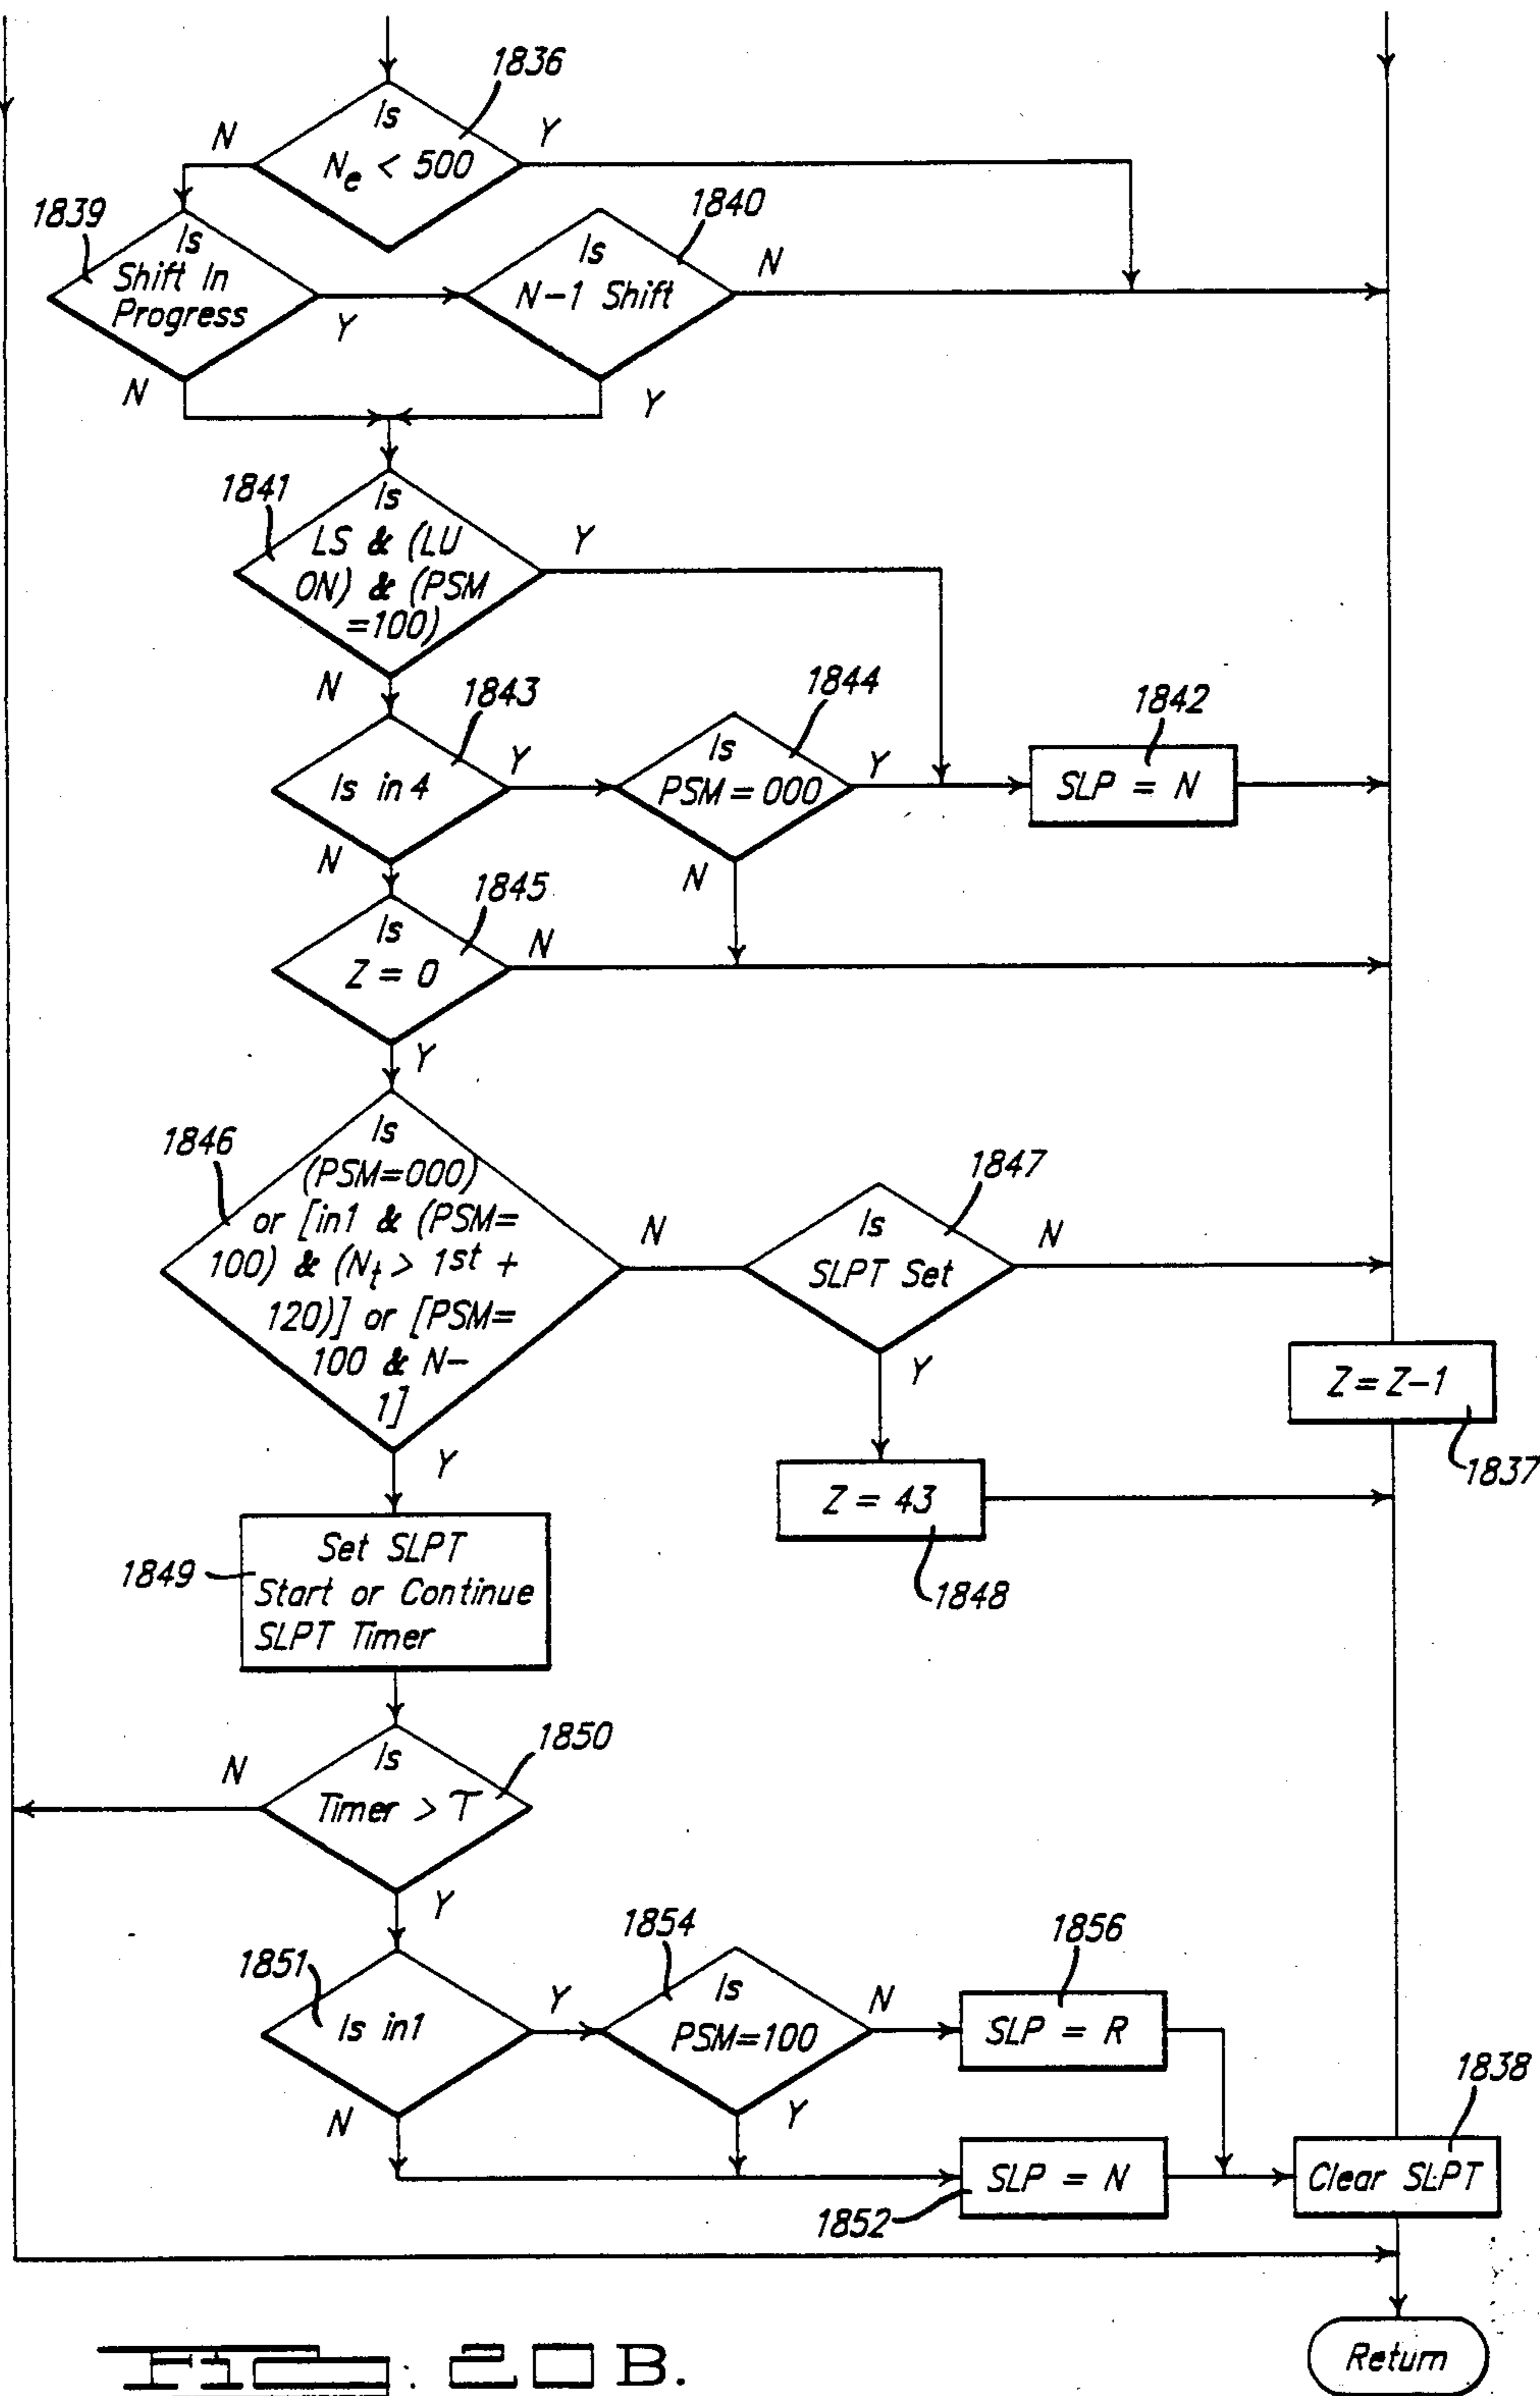 1836
Is
Ne < 500
N
Y
1839
Is
Shift In
Progress
Y
N
1840
Is
N-1 Shift
N
Y
1841
Is
LS & (LU
ON) & (PSM
=100)
Y
N
1843
Is in 4
Y
N
1844
Is
PSM = 000
Y
N
1842
SLP = N
1845
Is
Z = 0
N
Y
1846
Is
(PSM=000)
or [in1 & (PSM=
100) & (Nt > 1st +
120)] or [PSM=
100 & N-
1]
N
Y
1847
Is
SLPT Set
N
Y
Z = Z-1
1837
Z = 43
1848
1849
Set SLPT
Start or Continue
SLPT Timer
1850
Is
Timer > T
N
Y
1851
Is in1
Y
N
1854
Is
PSM=100
N
Y
1856
SLP = R
1852
SLP = N
1838
Clear SLPT
Return
FIG. 20B.